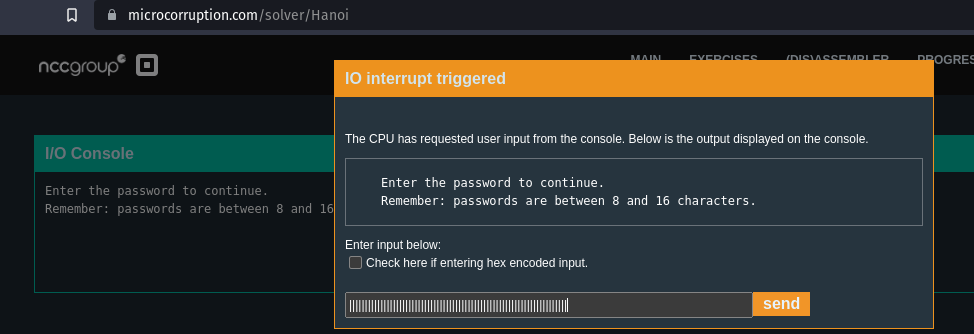 microcorruption.com/solver/Hanoi
nccgroup
MAIN EXERCISES (DIS)ASSEMBLER PROGRES
IO interrupt triggered
I/O Console
The CPU has requested user input from the console. Below is the output displayed on the console.
Enter the password to continue.
Remember: passwords are between 8 and 16
Enter the password to continue.
Remember: passwords are between 8 and 16 characters.
Enter input below:
Check here if entering hex encoded input.
send